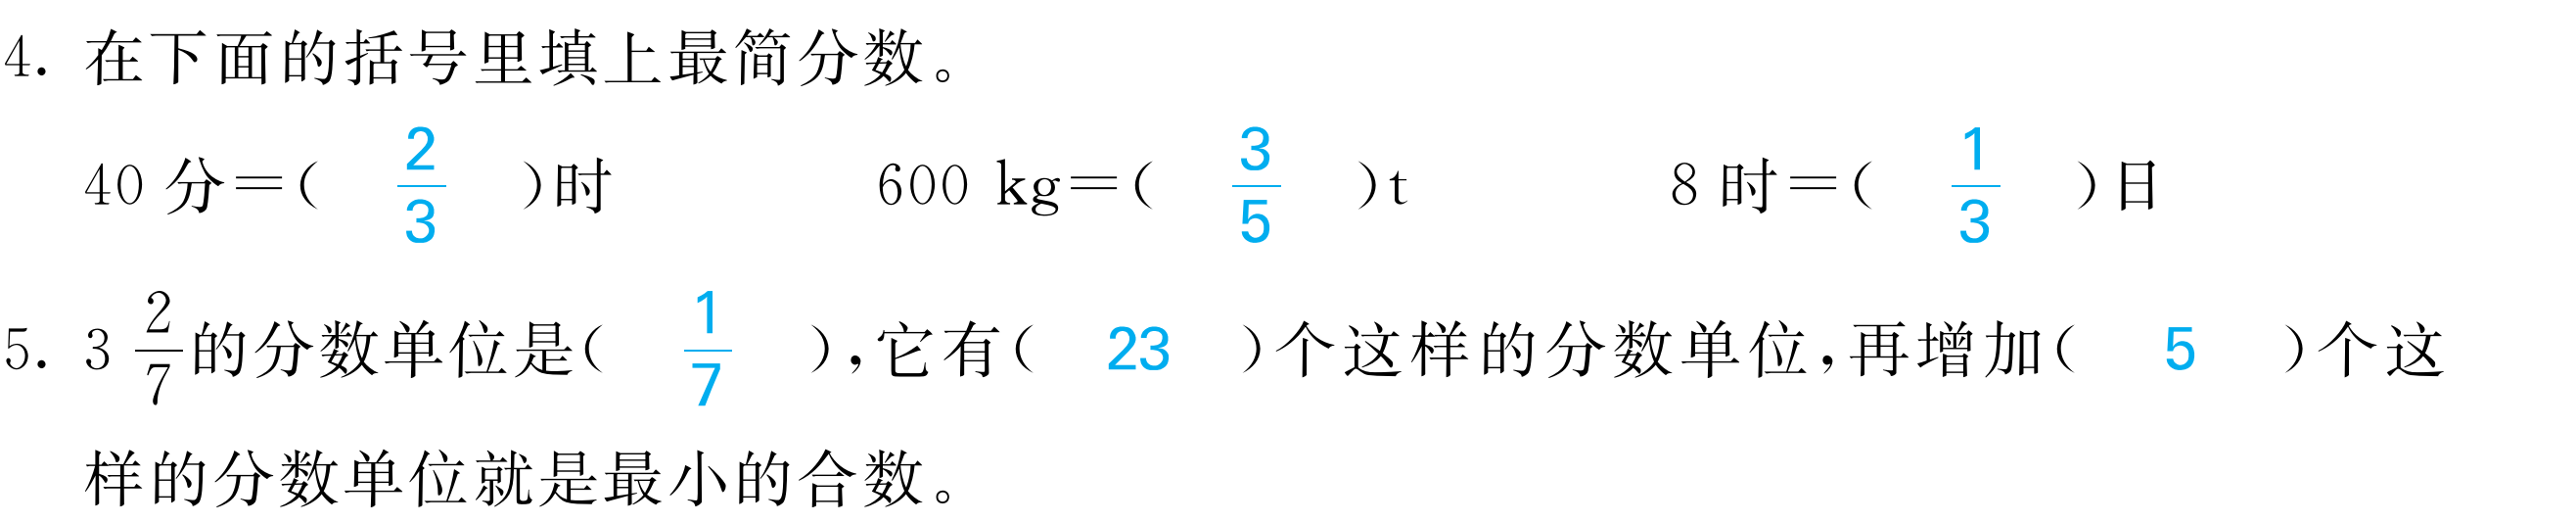 4. 在下面的括号里填上最简分数。
40 分=( 2/3 )时 600 kg=( 3/5 )t 8 时=( 1/3 )日
5. 3 2/7 的分数单位是( 1/7 ),它有( 23 )个这样的分数单位,再增加( 5 )个这
样的分数单位就是最小的合数。